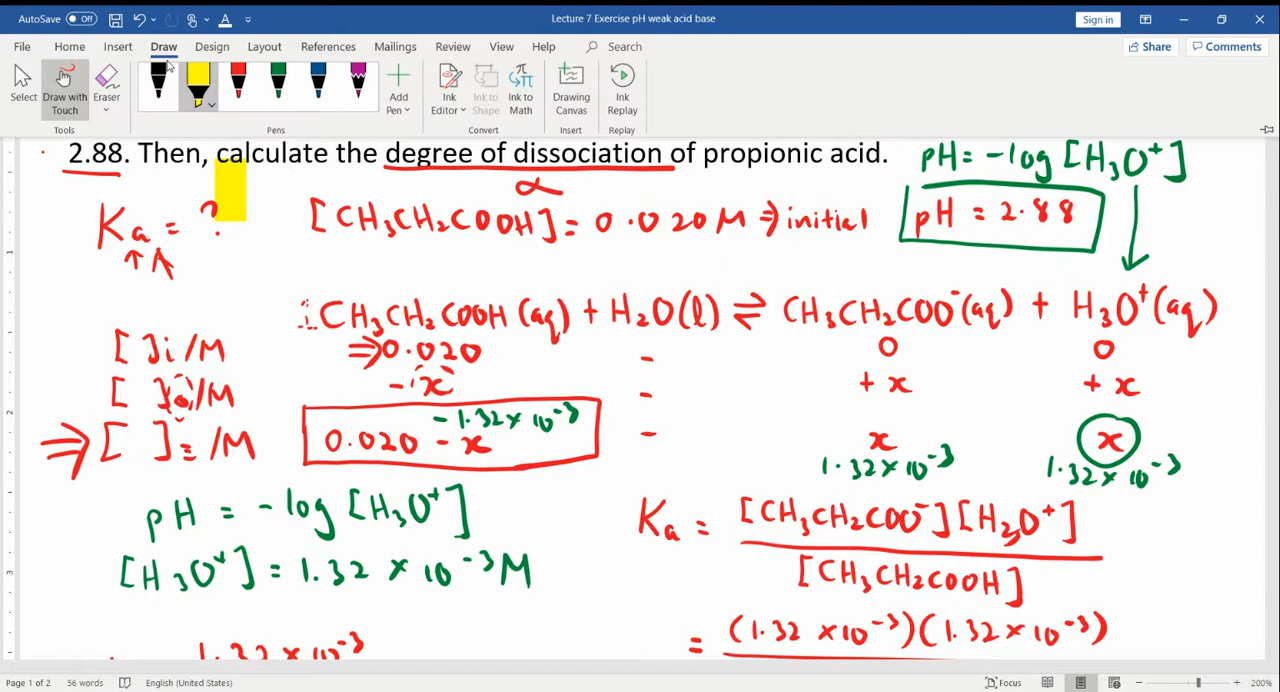 AutoSave Off
Lecture 7 Exercise pH weak acid base
Sign in
File Home Insert Draw Design Layout References Mailings Review View Help Search
Share Comments
Select Draw with Touch Eraser Add Pen Ink Editor Ink to Shape Ink to Math Drawing Canvas Ink Replay
Tools Pens Convert Insert Replay
2.88. Then, calculate the degree of dissociation of propionic acid.
pH = -log [H₃O⁺]
α
Ka = ?
[CH₃CH₂COOH] = 0.020 M ⇒ initial
pH = 2.88
CH₃CH₂COOH (aq) + H₂O(l) ⇌ CH₃CH₂COO⁻(aq) + H₃O⁺(aq)
[ ]i/M ⇒ 0.020 - 0 0
[ ]/M -x - +x +x
-1.32 × 10⁻³
⇒ [ ]/M 0.020 - x - x x
1.32 × 10⁻³ 1.32 × 10⁻³
pH = -log [H₃O⁺]
Ka = [CH₃CH₂COO⁻][H₃O⁺]
[CH₃CH₂COOH]
[H₃O⁺] = 1.32 × 10⁻³ M
= (1.32 × 10⁻³)(1.32 × 10⁻³)
1.32 × 10⁻³
Page 1 of 2 56 words English (United States) Focus 200%